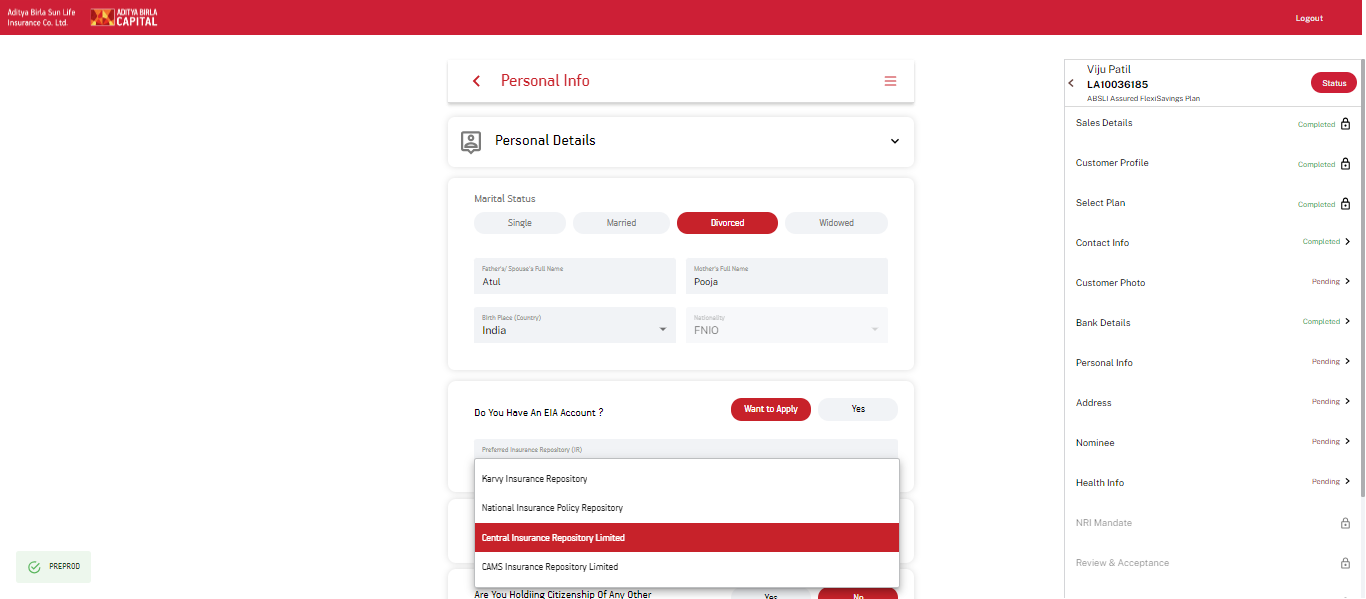 Aditya Birla Sun Life
Insurance Co. Ltd.
ADITYA BIRLA
CAPITAL
Logout
Personal Info
Personal Details
Marital Status
Single
Married
Divorced
Widowed
Father's/ Spouse's Full Name
Atul
Mother's Full Name
Pooja
Birth Place (Country)
India
Nationality
FNIO
Do You Have An EIA Account ?
Want to Apply
Yes
Preferred Insurance Repository (IR)
Karvy Insurance Repository
National Insurance Policy Repository
Central Insurance Repository Limited
CAMS Insurance Repository Limited
Are You Holdiing Citizenship Of Any Other
Yes
No
PREPROD
Viju Patil
LA10036185
ABSLI Assured FlexiSavings Plan
Status
Sales Details
Completed
Customer Profile
Completed
Select Plan
Completed
Contact Info
Completed
Customer Photo
Pending
Bank Details
Completed
Personal Info
Pending
Address
Pending
Nominee
Pending
Health Info
Pending
NRI Mandate
Review & Acceptance